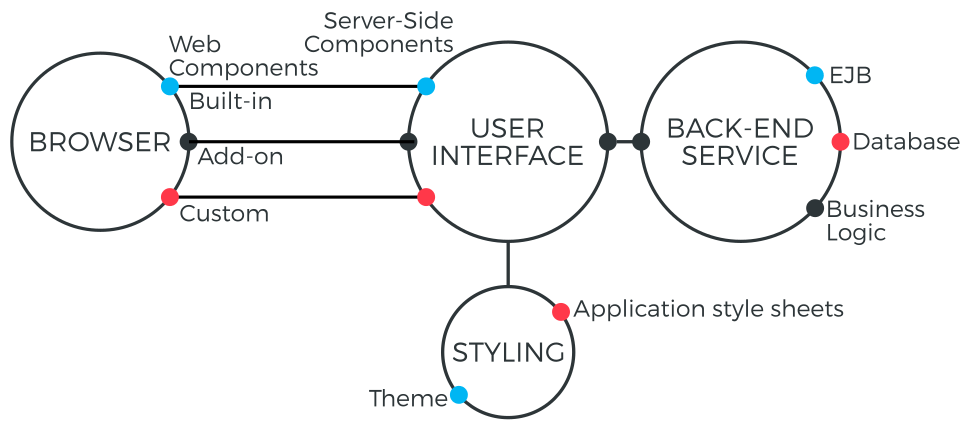 Server-Side
Components
Web
Components
Built-in
EJB
BROWSER
Add-on
USER
INTERFACE
BACK-END
SERVICE
Database
Custom
Business
Logic
Application style sheets
STYLING
Theme